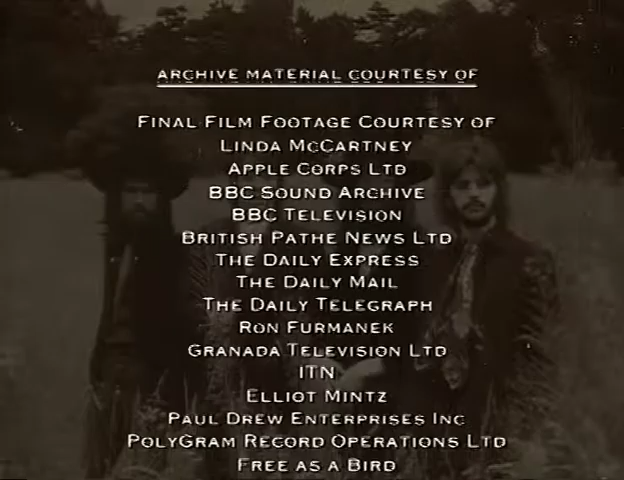 ARCHIVE MATERIAL COURTESY OF
FINAL FILM FOOTAGE COURTESY OF
LINDA MCCARTNEY
APPLE CORPS LTD
BBC SOUND ARCHIVE
BBC TELEVISION
BRITISH PATHE NEWS LTD
THE DAILY EXPRESS
THE DAILY MAIL
THE DAILY TELEGRAPH
RON FURMANEK
GRANADA TELEVISION LTD
ITN
ELLIOT MINTZ
PAUL DREW ENTERPRISES INC
POLYGRAM RECORD OPERATIONS LTD
FREE AS A BIRD